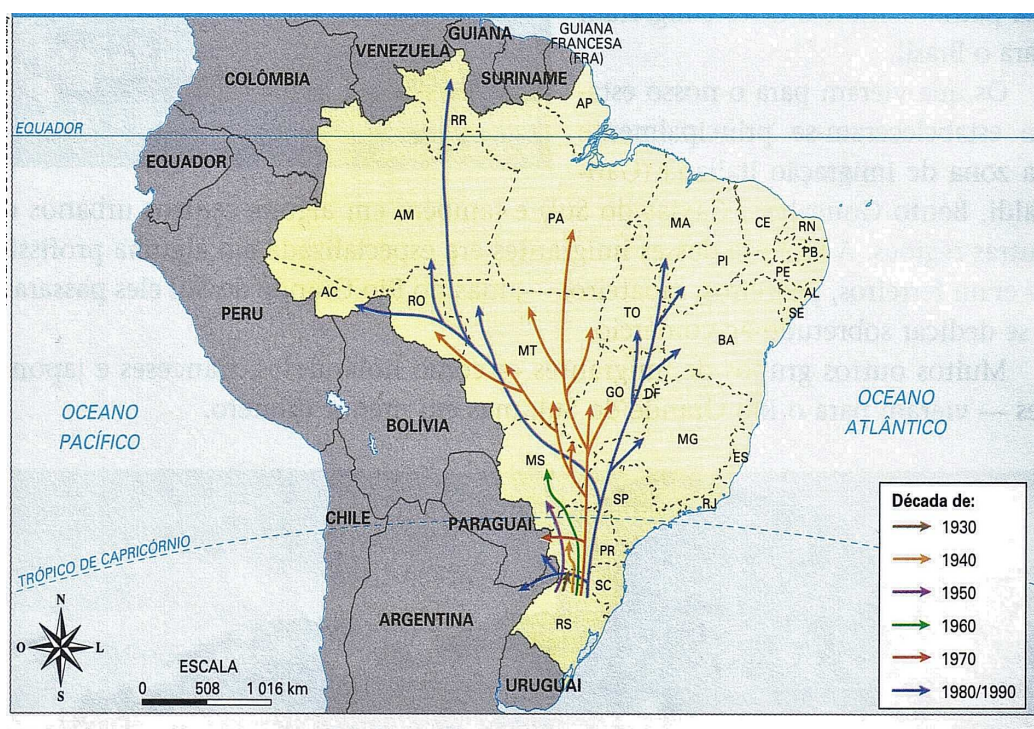 GUIANA
GUIANA
FRANCESA
(FRA)
VENEZUELA
SURINAME
COLÔMBIA
AP
RR
EQUADOR
EQUADOR
AM
PA
MA
CE
RN
PB
PI
PE
AL
SE
AC
RO
TO
PERU
MT
BA
GO
DF
OCEANO
PACÍFICO
BOLÍVIA
OCEANO
ATLÂNTICO
MG
MS
ES
SP
RJ
CHILE
PARAGUAI
TRÓPICO DE CAPRICÓRNIO
PR
SC
ARGENTINA
RS
URUGUAI
N
O
L
S
ESCALA
0 508 1 016 km
Década de:
1930
1940
1950
1960
1970
1980/1990